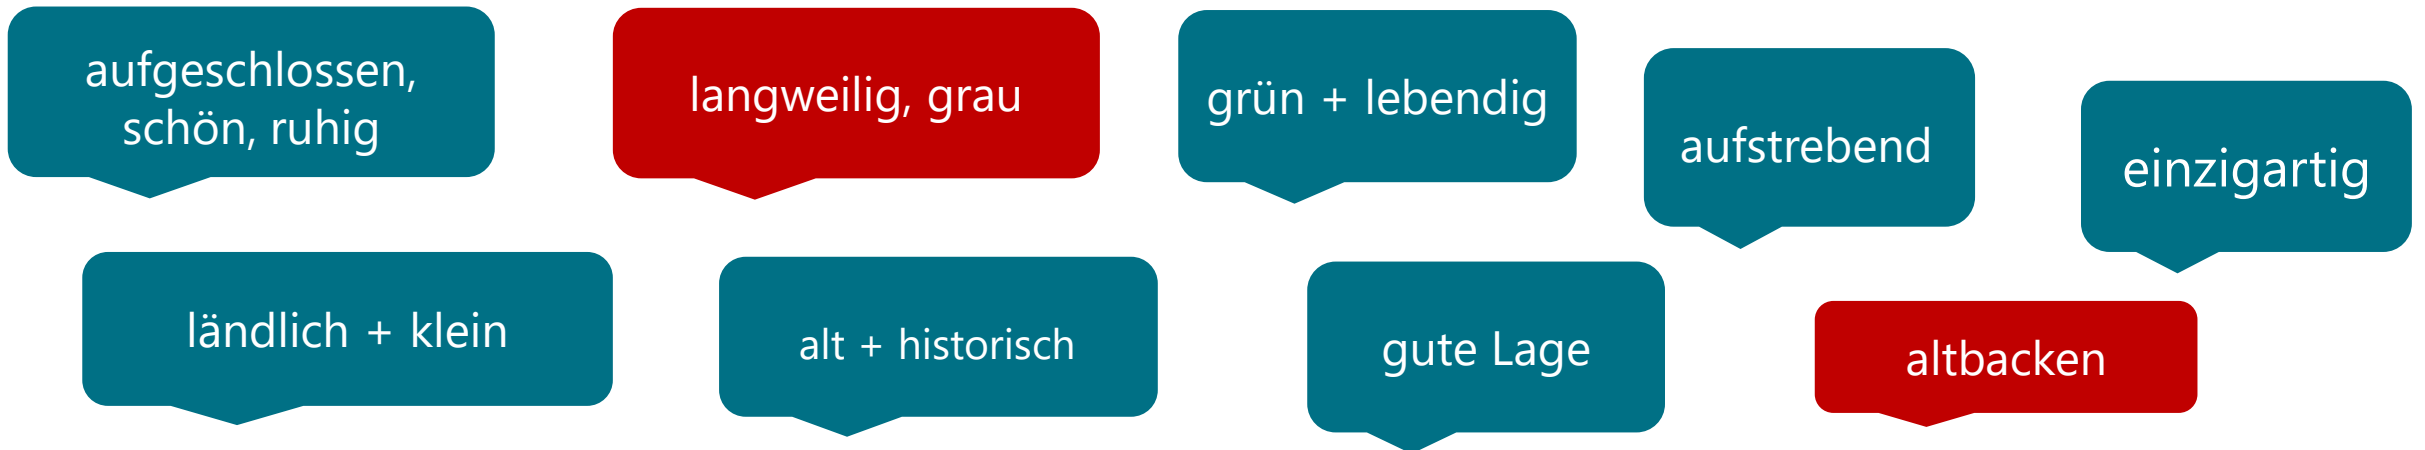 aufgeschlossen,
schön, ruhig
langweilig, grau
grün + lebendig
aufstrebend
einzigartig
ländlich + klein
alt + historisch
gute Lage
altbacken